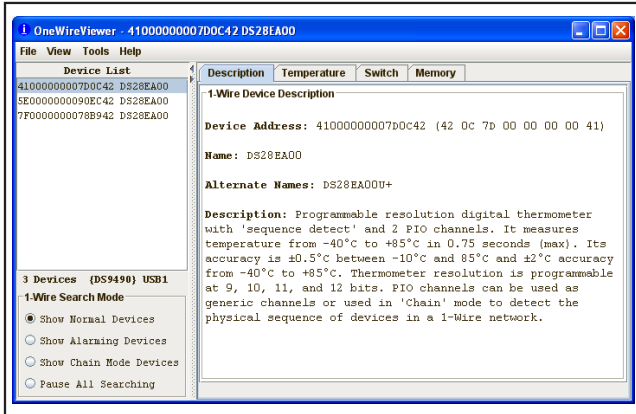 OneWireViewer - 41000000007D0C42 DS28EA00
File View Tools Help
Device List
41000000007D0C42 DS28EA00
5E0000000090EC42 DS28EA00
7F0000000078B942 DS28EA00
3 Devices {DS9490} USB1
1-Wire Search Mode
Show Normal Devices
Show Alarming Devices
Show Chain Mode Devices
Pause All Searching
Description Temperature Switch Memory
1-Wire Device Description
Device Address: 41000000007D0C42 (42 0C 7D 00 00 00 00 41)
Name: DS28EA00
Alternate Names: DS28EA00U+
Description: Programmable resolution digital thermometer
with 'sequence detect' and 2 PIO channels. It measures
temperature from -40°C to +85°C in 0.75 seconds (max). Its
accuracy is ±0.5°C between -10°C and 85°C and ±2°C accuracy
from -40°C to +85°C. Thermometer resolution is programmable
at 9, 10, 11, and 12 bits. PIO channels can be used as
generic channels or used in 'Chain' mode to detect the
physical sequence of devices in a 1-Wire network.